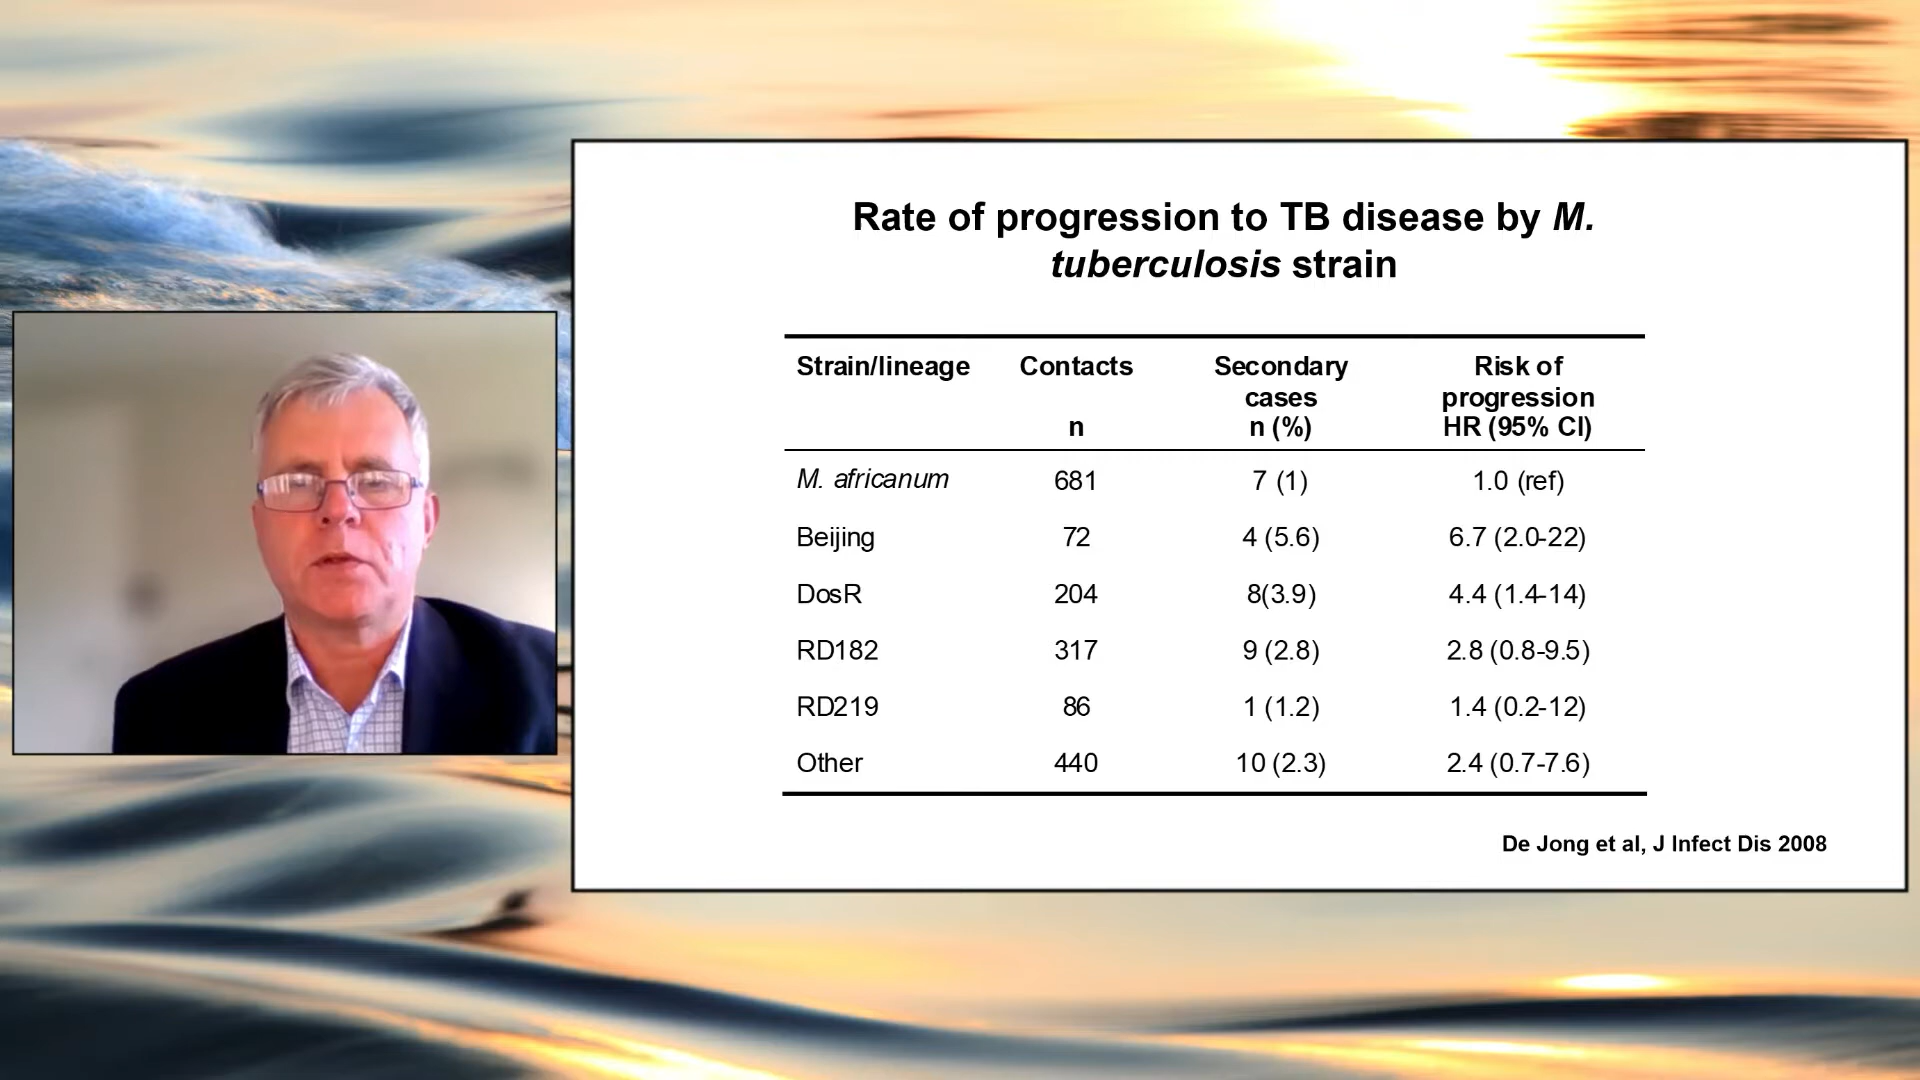 Rate of progression to TB disease by M.
tuberculosis strain
Strain/lineage Contacts Secondary Risk of
cases progression
n n (%) HR (95% CI)
M. africanum 681 7 (1) 1.0 (ref)
Beijing 72 4 (5.6) 6.7 (2.0-22)
DosR 204 8(3.9) 4.4 (1.4-14)
RD182 317 9 (2.8) 2.8 (0.8-9.5)
RD219 86 1 (1.2) 1.4 (0.2-12)
Other 440 10 (2.3) 2.4 (0.7-7.6)
De Jong et al, J Infect Dis 2008